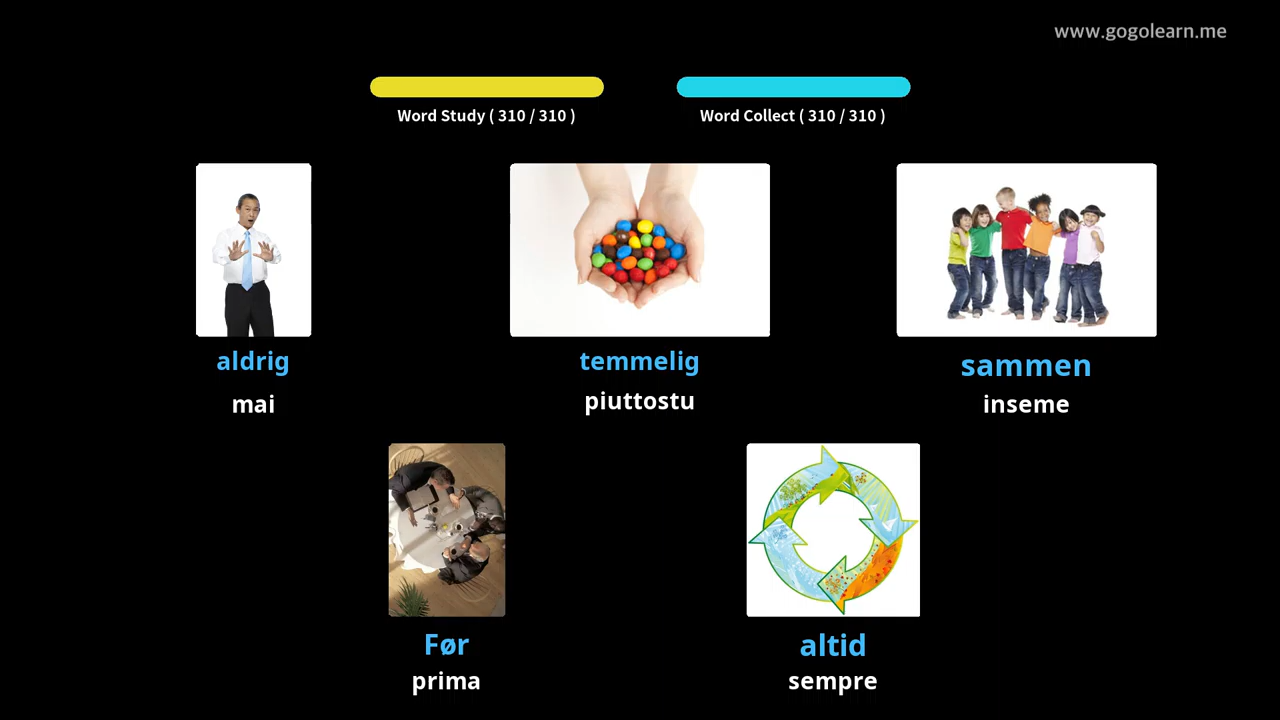 www.gogolearn.me
Word Study ( 310 / 310 )
Word Collect ( 310 / 310 )
aldrig
mai
temmelig
piuttostu
sammen
inseme
Før
prima
altid
sempre